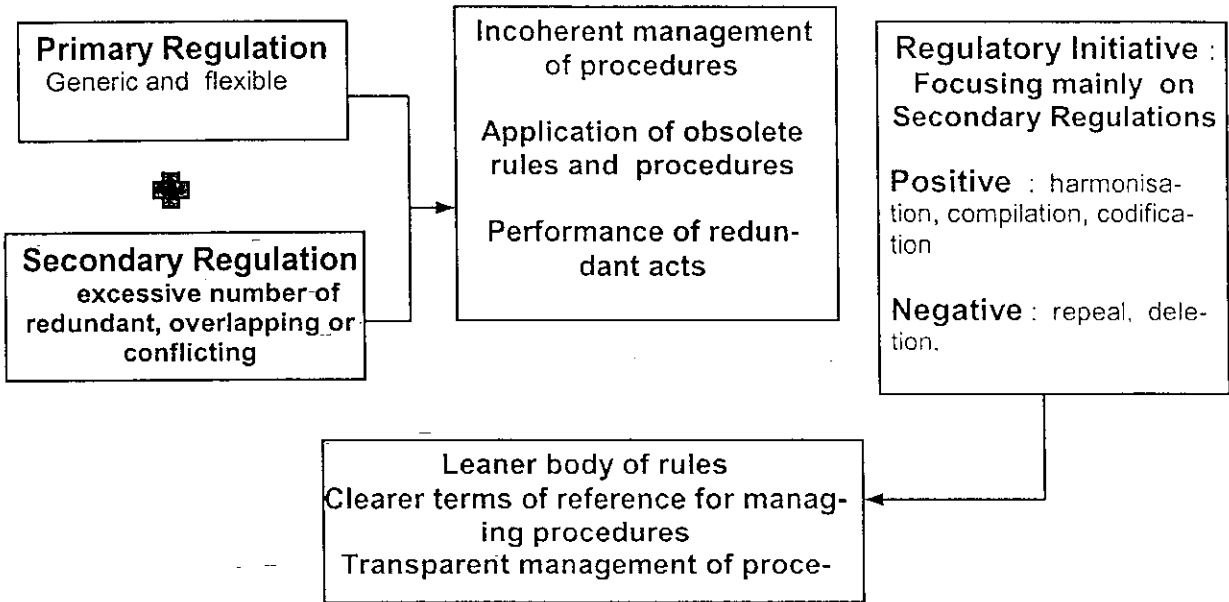 Primary Regulation
Generic and flexible
Secondary Regulation
excessive number of
redundant, overlapping or
conflicting
Incoherent management
of procedures
Application of obsolete
rules and procedures
Performance of redun-
dant acts
Regulatory Initiative :
Focusing mainly on
Secondary Regulations
Positive : harmonisa-
tion, compilation, codifica-
tion
Negative : repeal, dele-
tion.
Leaner body of rules
Clearer terms of reference for manag-
ing procedures
Transparent management of proce-